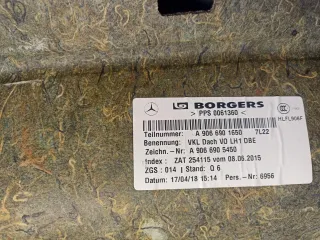 BORGERS
> PPS 0061360 <
HLFL906F
Teilnummer: A 906 690 1650 7L22
Benennung: VKL Dach VO LH1 OBE
Zeichn.-Nr: A 906 690 5450
Index: ZAT 254115 vom 08.06.2015
ZGS : 014 / Stand: Q 6
Datum: 17/04/18 15:14 Pers.-Nr: 6956